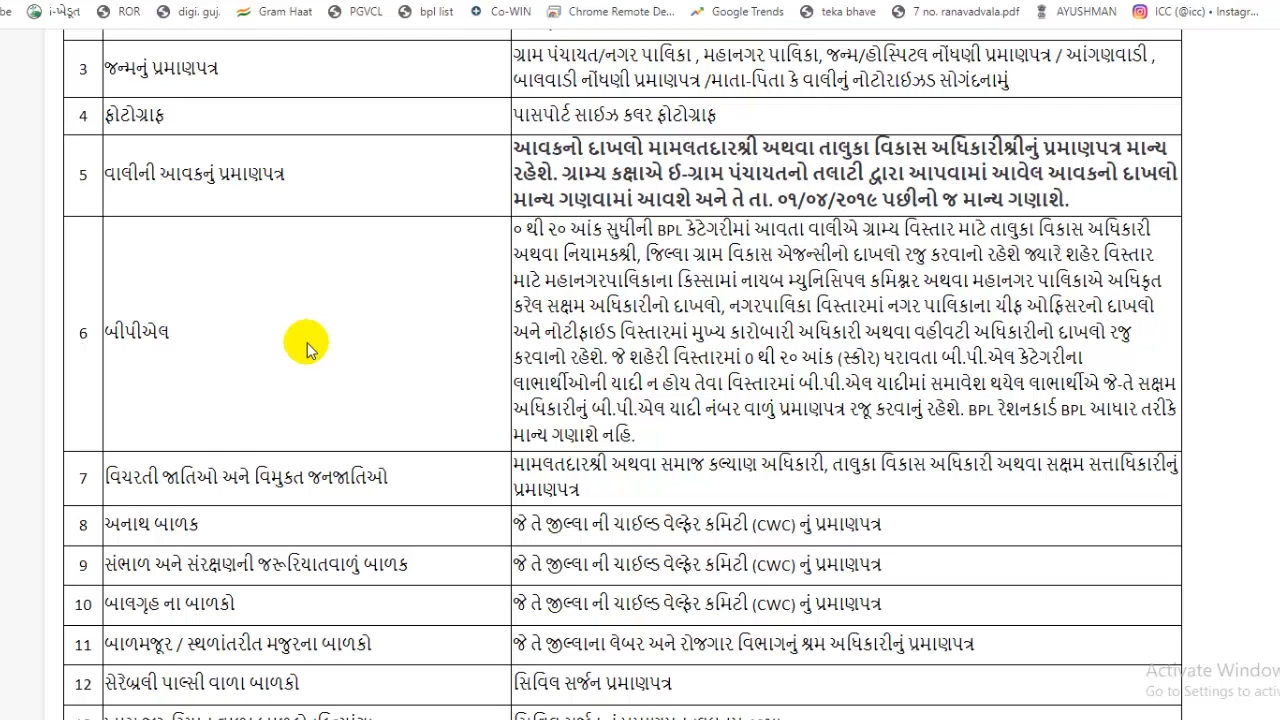 be
i-ખેડૂત
ROR
digi. guj.
Gram Haat
PGVCL
bpl list
Co-WIN
Chrome Remote De...
Google Trends
teka bhave
7 no. ranavadvala.pdf
AYUSHMAN
ICC (@icc) • Instagr...
3 જન્મનું પ્રમાણપત્ર
ગ્રામ પંચાયત/નગર પાલિકા , મહાનગર પાલિકા, જન્મ/હોસ્પિટલ નોંધણી પ્રમાણપત્ર / આંગણવાડી ,
બાલવાડી નોંધણી પ્રમાણપત્ર /માતા-પિતા કે વાલીનું નોટોરાઈઝડ સોગંદનામું
4 ફોટોગ્રાફ
પાસપોર્ટ સાઈઝ કલર ફોટોગ્રાફ
5 વાલીની આવકનું પ્રમાણપત્ર
આવકનો દાખલો મામલતદારશ્રી અથવા તાલુકા વિકાસ અધિકારીશ્રીનું પ્રમાણપત્ર માન્ય
રહેશે. ગ્રામ્ય કક્ષાએ ઈ-ગ્રામ પંચાયતનો તલાટી દ્વારા આપવામાં આવેલ આવકનો દાખલો
માન્ય ગણવામાં આવશે અને તે તા. ૦૧/૦૪/૨૦૧૯ પછીનો જ માન્ય ગણાશે.
6 બીપીએલ
૦ થી ૨૦ આંક સુધીની BPL કેટેગરીમાં આવતા વાલીએ ગ્રામ્ય વિસ્તાર માટે તાલુકા વિકાસ અધિકારી
અથવા નિયામકશ્રી, જિલ્લા ગ્રામ વિકાસ એજન્સીનો દાખલો રજુ કરવાનો રહેશે જ્યારે શહેર વિસ્તાર
માટે મહાનગરપાલિકાના કિસ્સામાં નાયબ મ્યુનિસિપલ કમિશ્નર અથવા મહાનગર પાલિકાએ અધિકૃત
કરેલ સક્ષમ અધિકારીનો દાખલો, નગરપાલિકા વિસ્તારમાં નગર પાલિકાના ચીફ ઓફિસરનો દાખલો
અને નોટીફાઇડ વિસ્તારમાં મુખ્ય કારોબારી અધિકારી અથવા વહીવટી અધિકારીનો દાખલો રજુ
કરવાનો રહેશે. જે શહેરી વિસ્તારમાં 0 થી ૨૦ આંક (સ્કોર) ધરાવતા બી.પી.એલ કેટેગરીના
લાભાર્થીઓની યાદી ન હોય તેવા વિસ્તારમાં બી.પી.એલ યાદીમાં સમાવેશ થયેલ લાભાર્થીએ જે-તે સક્ષમ
અધિકારીનું બી.પી.એલ યાદી નંબર વાળું પ્રમાણપત્ર રજૂ કરવાનું રહેશે. BPL રેશનકાર્ડ BPL આધાર તરીકે
માન્ય ગણાશે નહિ.
7 વિચરતી જાતિઓ અને વિમુક્ત જનજાતિઓ
મામલતદારશ્રી અથવા સમાજ કલ્યાણ અધિકારી, તાલુકા વિકાસ અધિકારી અથવા સક્ષમ સત્તાધિકારીનું
પ્રમાણપત્ર
8 અનાથ બાળક
જે તે જીલ્લા ની ચાઈલ્ડ વેલ્ફેર કમિટી (CWC) નું પ્રમાણપત્ર
9 સંભાળ અને સંરક્ષણની જરૂરિયાતવાળું બાળક
જે તે જીલ્લા ની ચાઈલ્ડ વેલ્ફેર કમિટી (CWC) નું પ્રમાણપત્ર
10 બાલગૃહ ના બાળકો
જે તે જીલ્લા ની ચાઈલ્ડ વેલ્ફેર કમિટી (CWC) નું પ્રમાણપત્ર
11 બાળમજૂર / સ્થળાંતરીત મજુરના બાળકો
જે તે જીલ્લાના લેબર અને રોજગાર વિભાગનું શ્રમ અધિકારીનું પ્રમાણપત્ર
12 સેરેબ્રલી પાલ્સી વાળા બાળકો
સિવિલ સર્જન પ્રમાણપત્ર
Activate Window
Go to Settings to activ